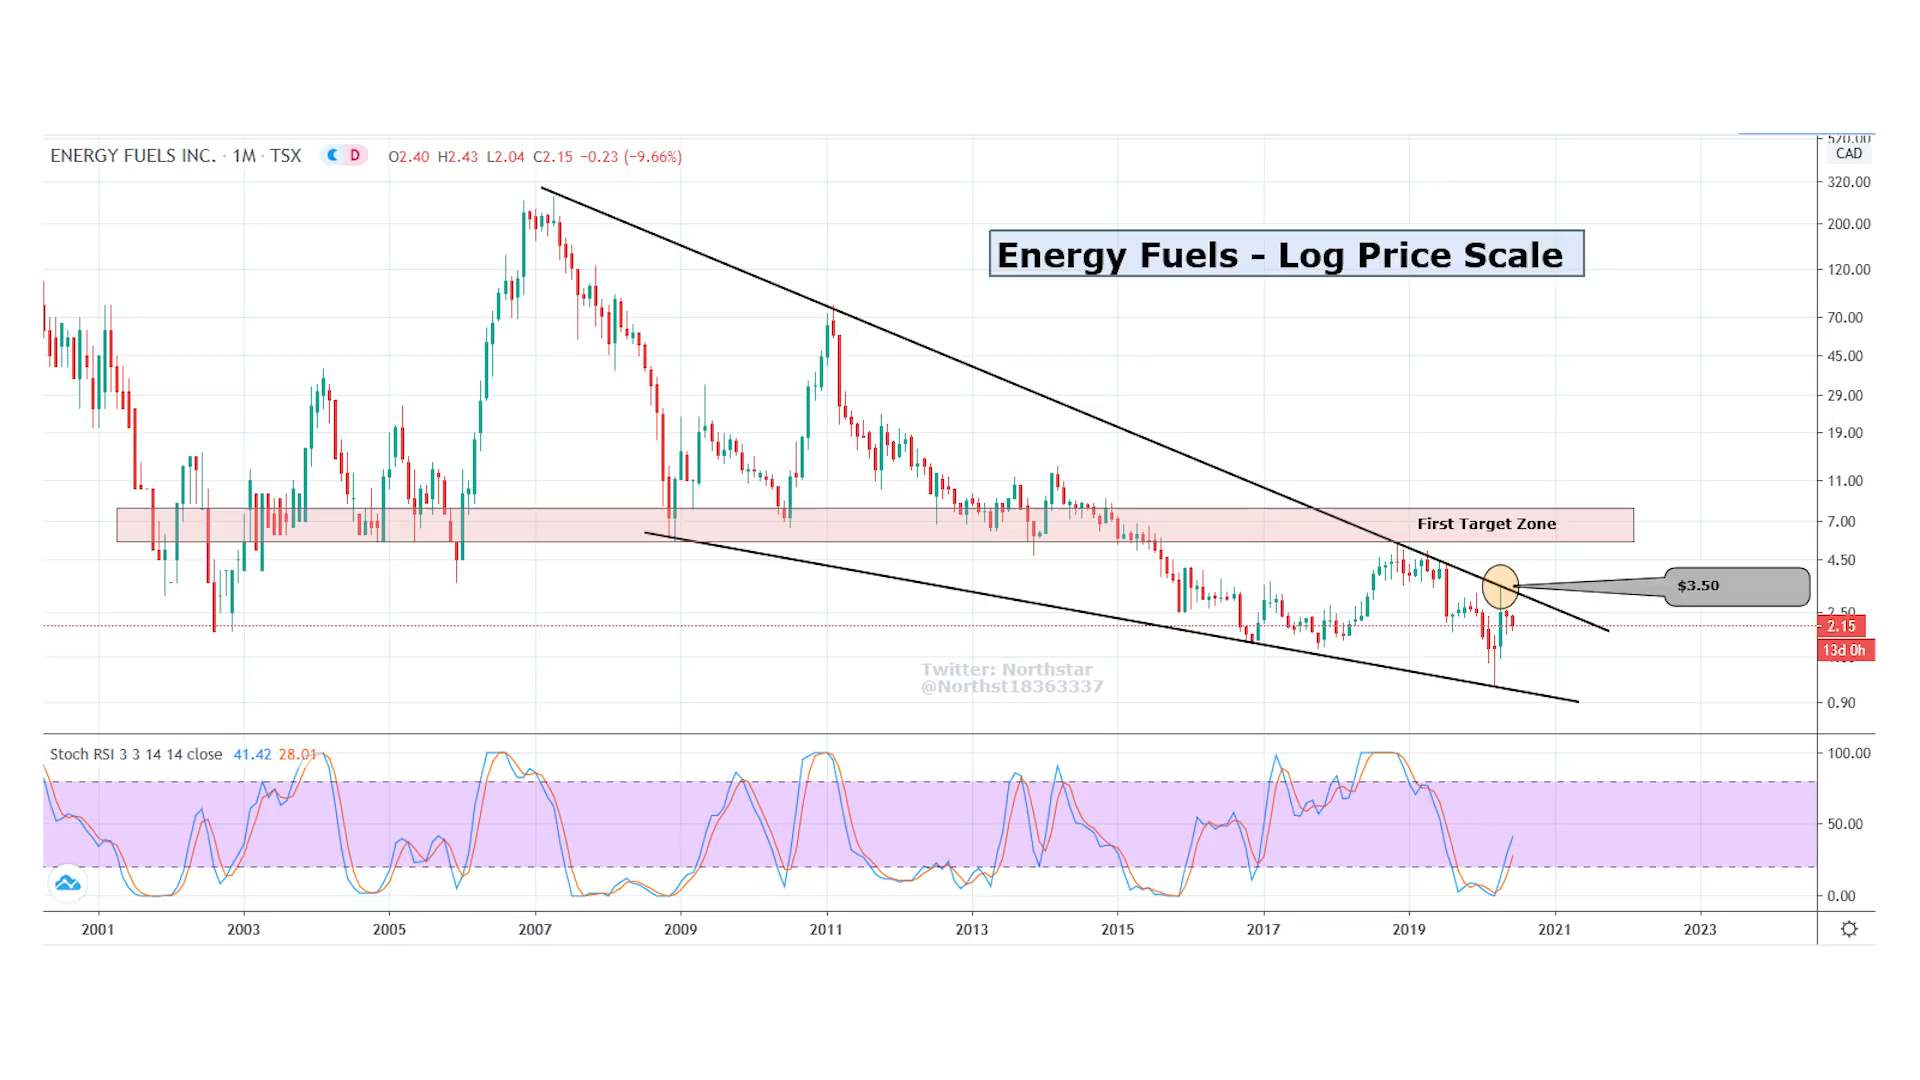 ENERGY FUELS INC. · 1M · TSX D O2.40 H2.43 L2.04 C2.15 −0.23 (−9.66%)
CAD
320.00
200.00
Energy Fuels - Log Price Scale
120.00
70.00
45.00
29.00
19.00
11.00
7.00
First Target Zone
4.50
$3.50
2.50
2.15
13d 0h
Twitter: Northstar
@Northst18363337
0.90
Stoch RSI 3 3 14 14 close 41.42 28.01
100.00
50.00
0.00
2001 2003 2005 2007 2009 2011 2013 2015 2017 2019 2021 2023